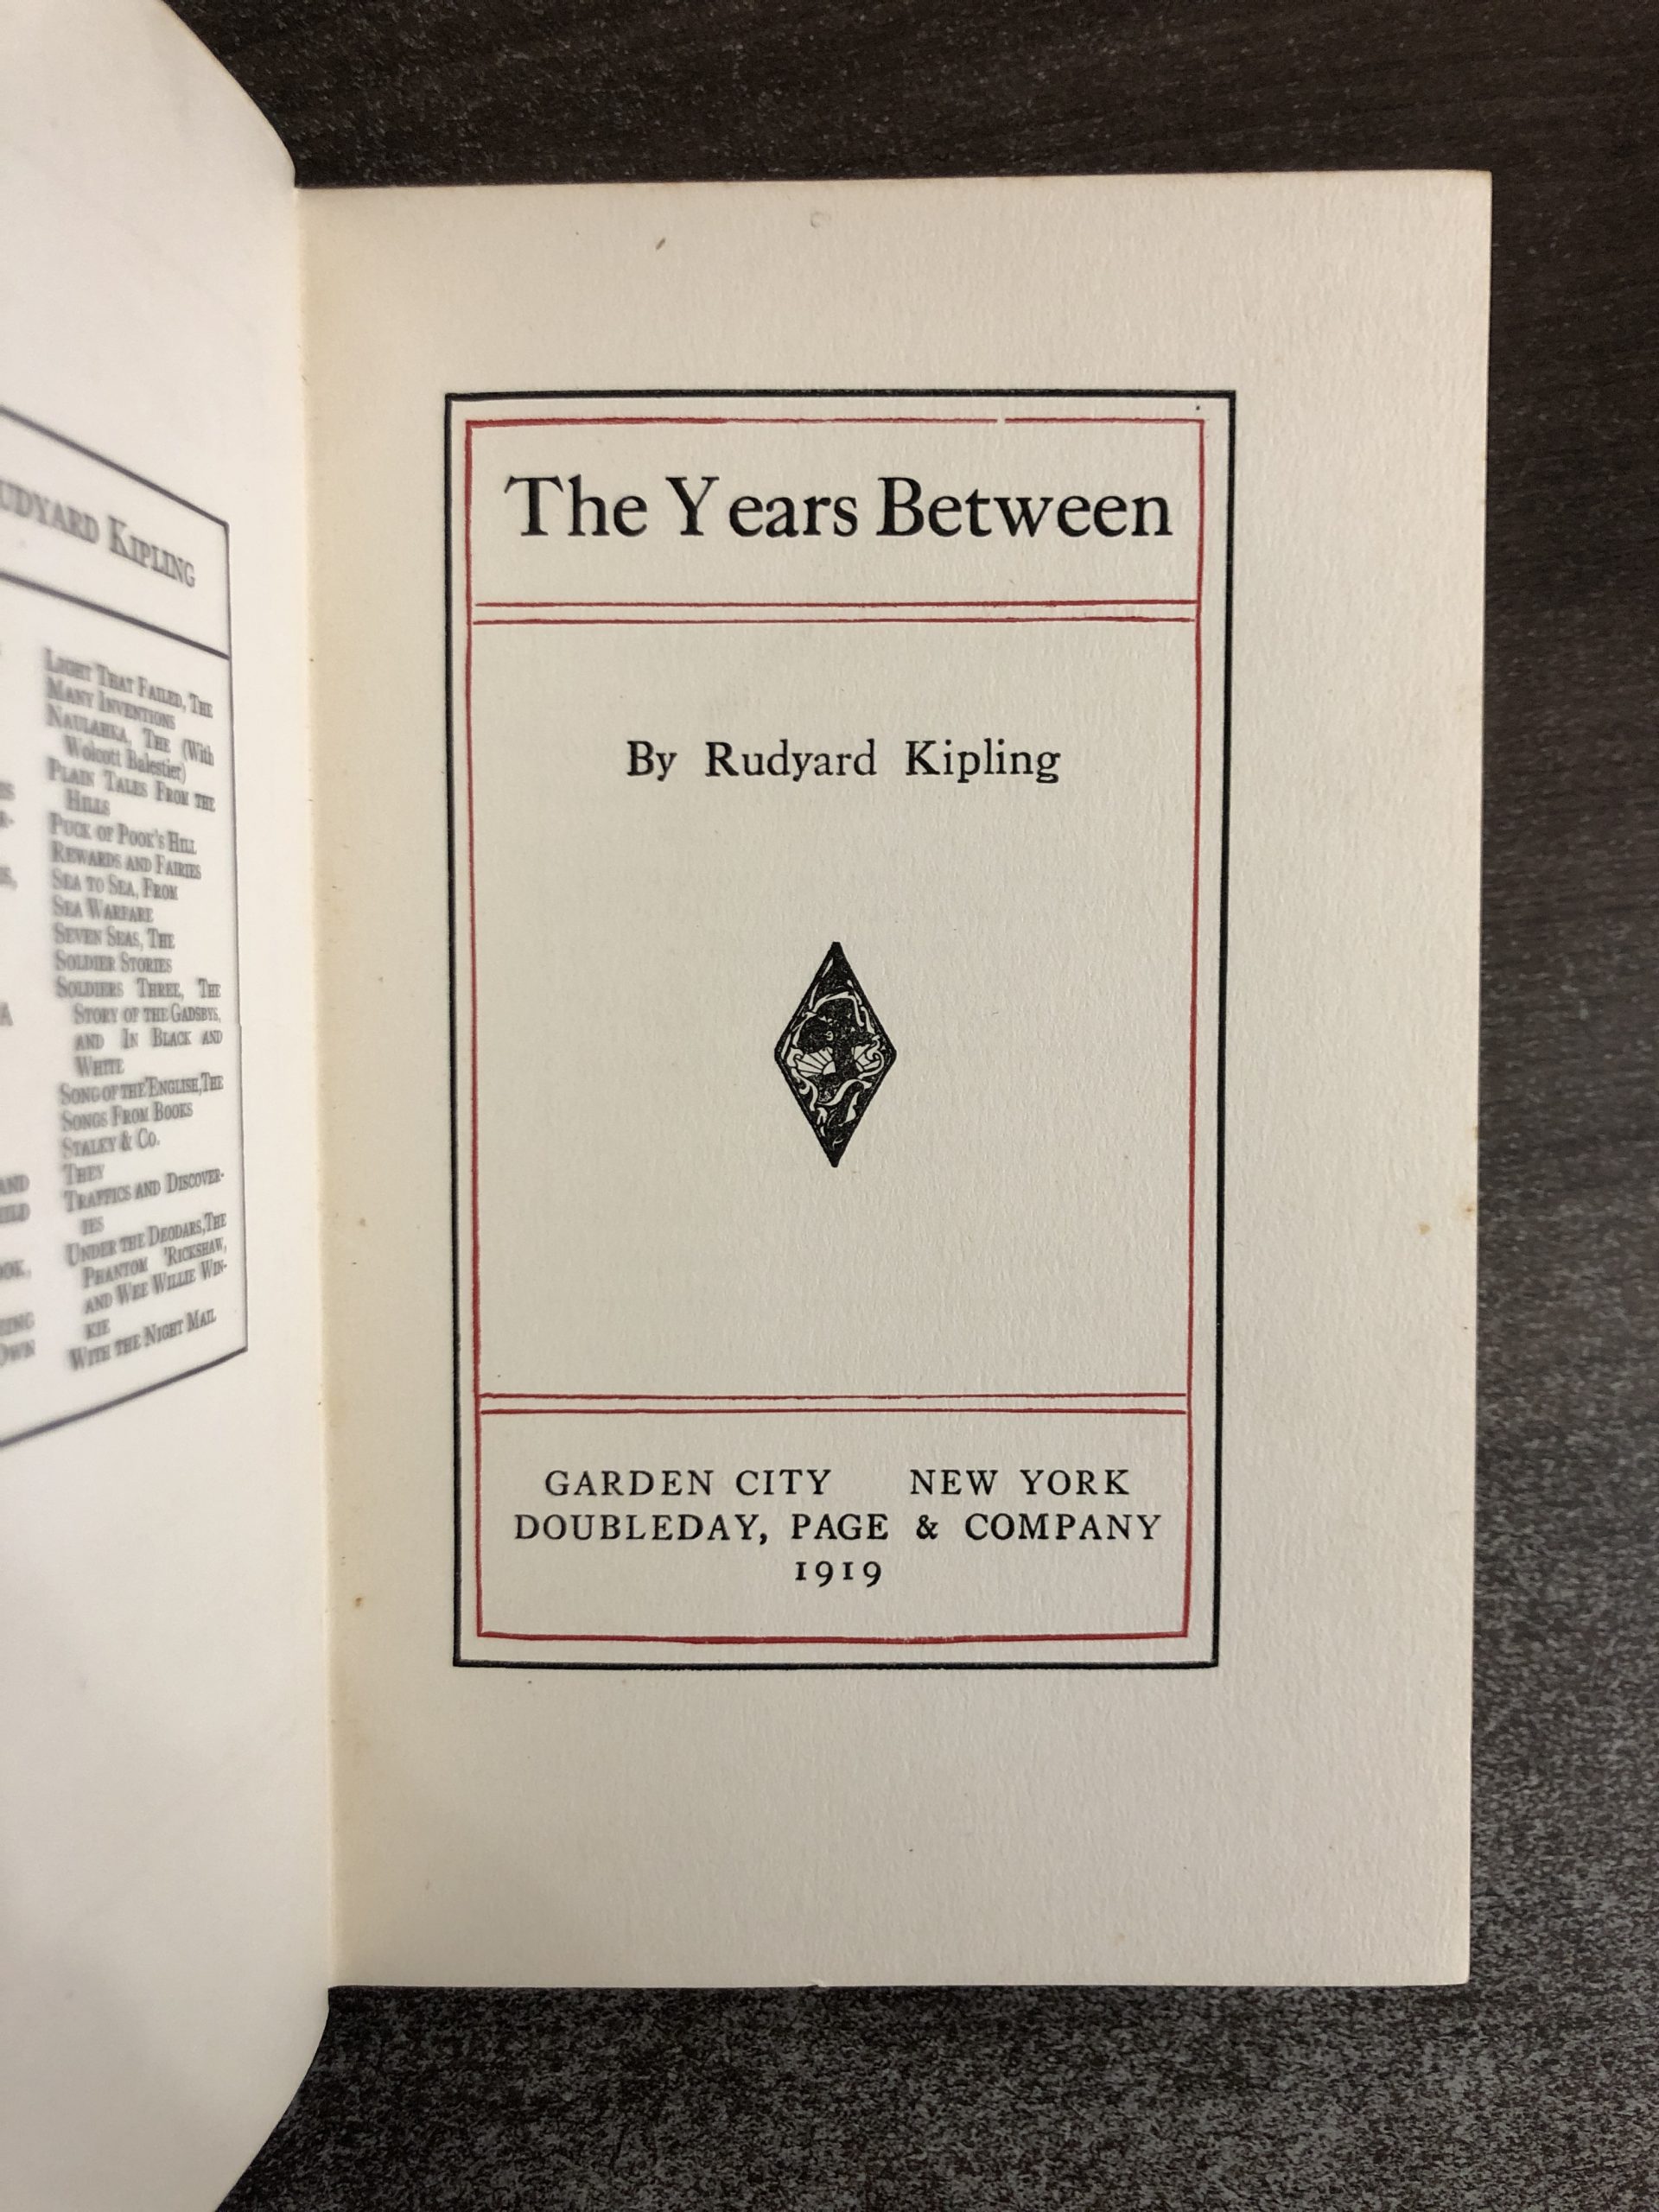 UDYARD KIPLING
LIGHT THAT FAILED, THE
MANY INVENTIONS
NAULAHKA, THE (With
Wolcott Balestier)
PLAIN TALES FROM THE
HILLS
PUCK OF POOK'S HILL
REWARDS AND FAIRIES
SEA TO SEA, FROM
SEA WARFARE
SEVEN SEAS, THE
SOLDIER STORIES
SOLDIERS THREE, THE
STORY OF THE GADSBYS,
AND IN BLACK AND
WHITE
SONG OF THE ENGLISH, THE
SONGS FROM BOOKS
STALKY & CO.
THEY
TRAFFICS AND DISCOVER-
IES
UNDER THE DEODARS, THE
PHANTOM 'RICKSHAW,
AND WEE WILLIE WIN-
KIE
WITH THE NIGHT MAIL
The Years Between
By Rudyard Kipling
GARDEN CITY NEW YORK
DOUBLEDAY, PAGE & COMPANY
1919